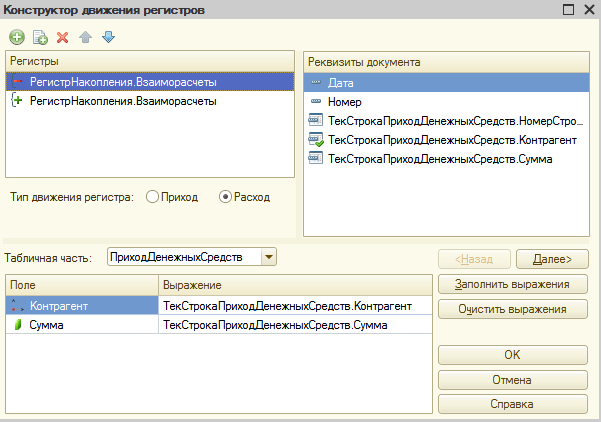 Конструктор движения регистров
Регистры
РегистрНакопления.Взаиморасчеты
РегистрНакопления.Взаиморасчеты
Тип движения регистра: Приход Расход
Реквизиты документа
Дата
Номер
ТекСтрокаПриходДенежныхСредств.НомерСтро...
ТекСтрокаПриходДенежныхСредств.Контрагент
ТекСтрокаПриходДенежныхСредств.Сумма
Табличная часть: ПриходДенежныхСредств
<Назад Далее>
Поле Выражение
Контрагент ТекСтрокаПриходДенежныхСредств.Контрагент
Сумма ТекСтрокаПриходДенежныхСредств.Сумма
Заполнить выражения
Очистить выражения
OK
Отмена
Справка